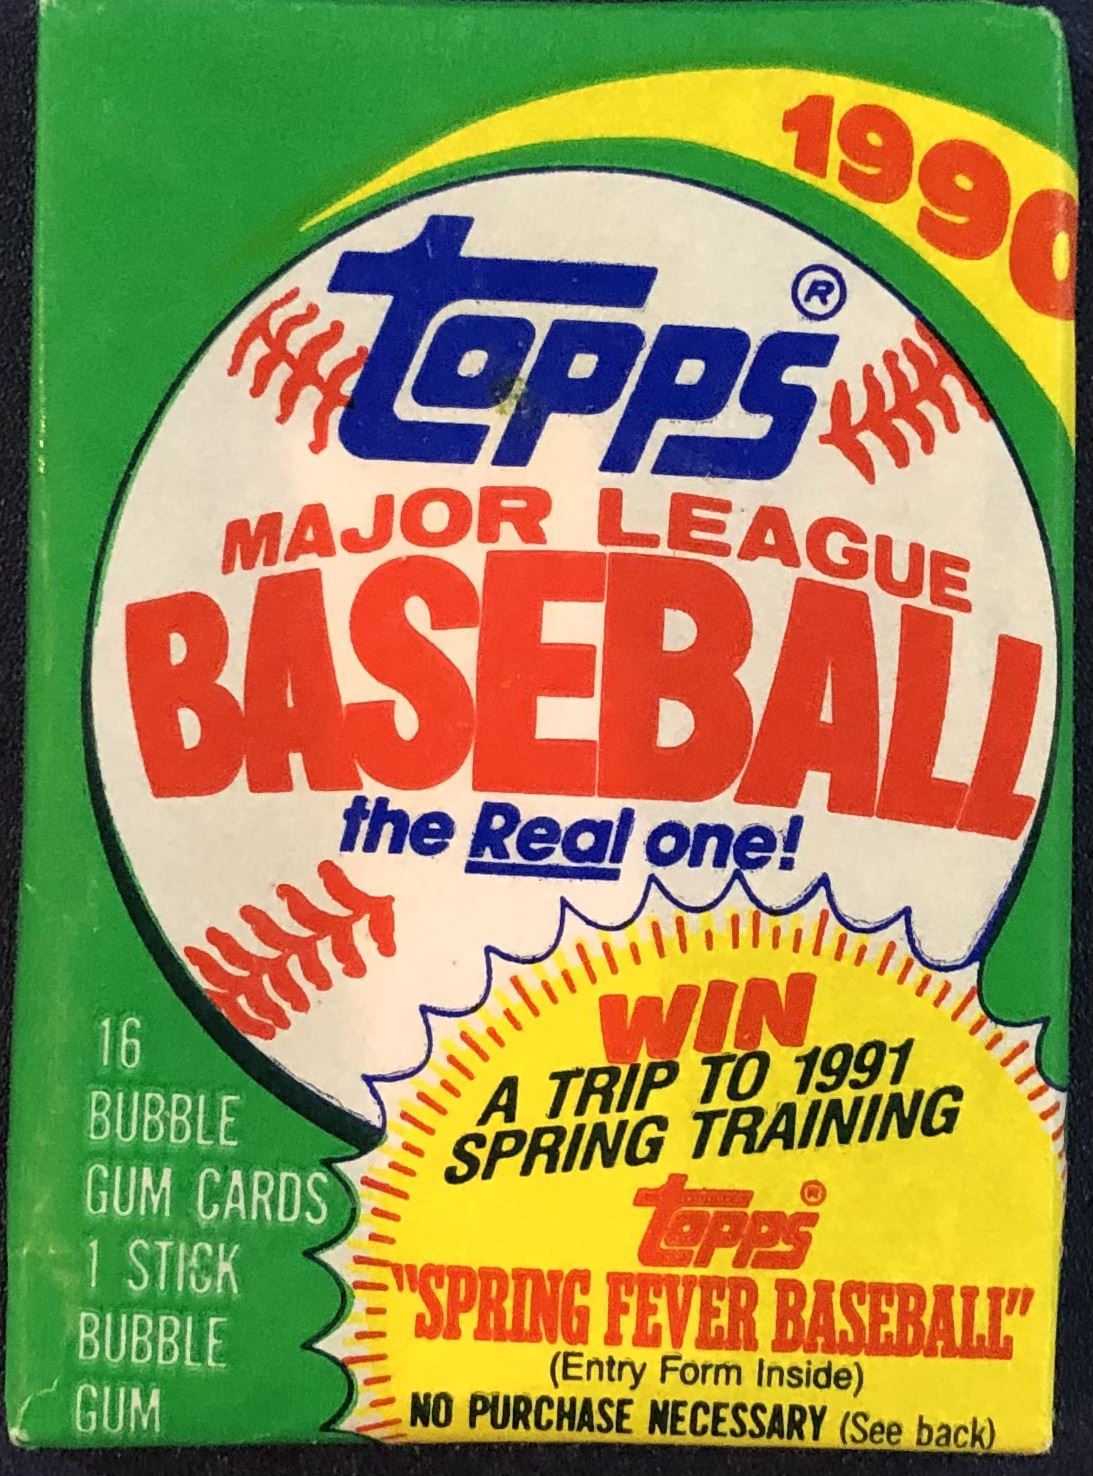 1990
topps ®
MAJOR LEAGUE
BASEBALL
the Real one!
WIN
A TRIP TO 1991
SPRING TRAINING
Topps ®
"SPRING FEVER BASEBALL"
(Entry Form Inside)
NO PURCHASE NECESSARY (See back)
16
BUBBLE
GUM CARDS
1 STICK
BUBBLE
GUM